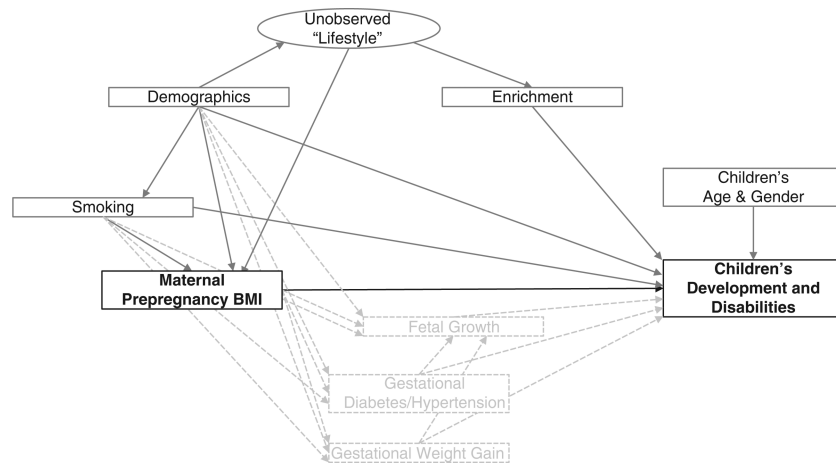 Unobserved
“Lifestyle”
Demographics
Enrichment
Children's
Age & Gender
Smoking
Maternal
Prepregnancy BMI
Children's
Development and
Disabilities
Fetal Growth
Gestational
Diabetes/Hypertension
Gestational Weight Gain